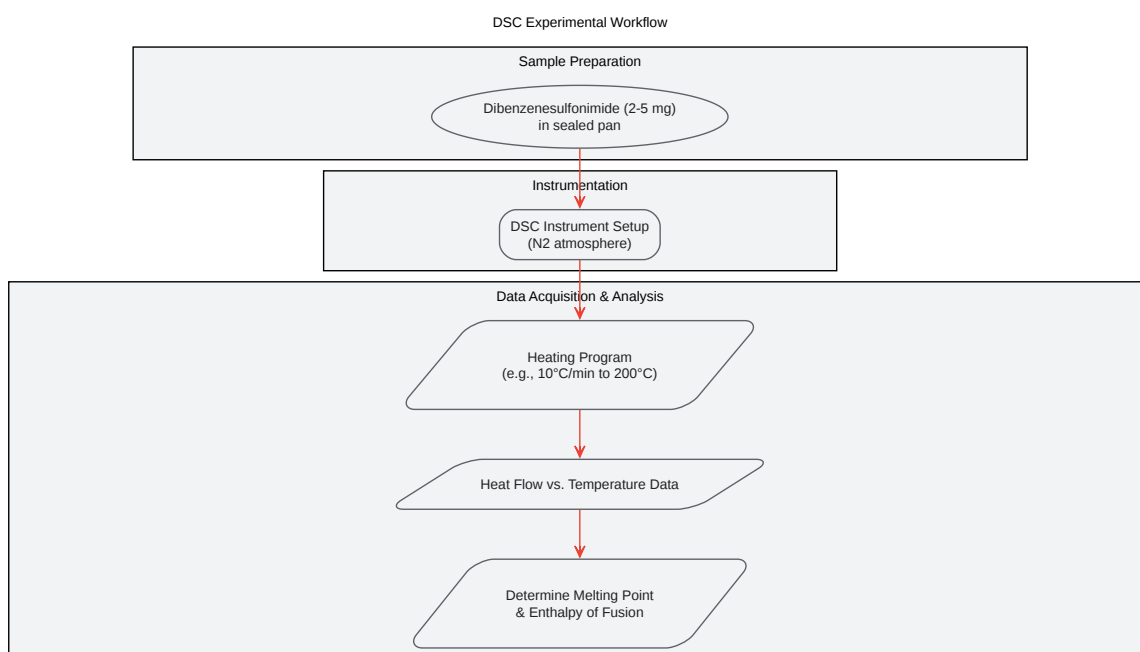 DSC Experimental Workflow
Sample Preparation
Dibenzenesulfonimide (2-5 mg)
in sealed pan
Instrumentation
DSC Instrument Setup
(N2 atmosphere)
Data Acquisition & Analysis
Heating Program
(e.g., 10°C/min to 200°C)
Heat Flow vs. Temperature Data
Determine Melting Point
& Enthalpy of Fusion